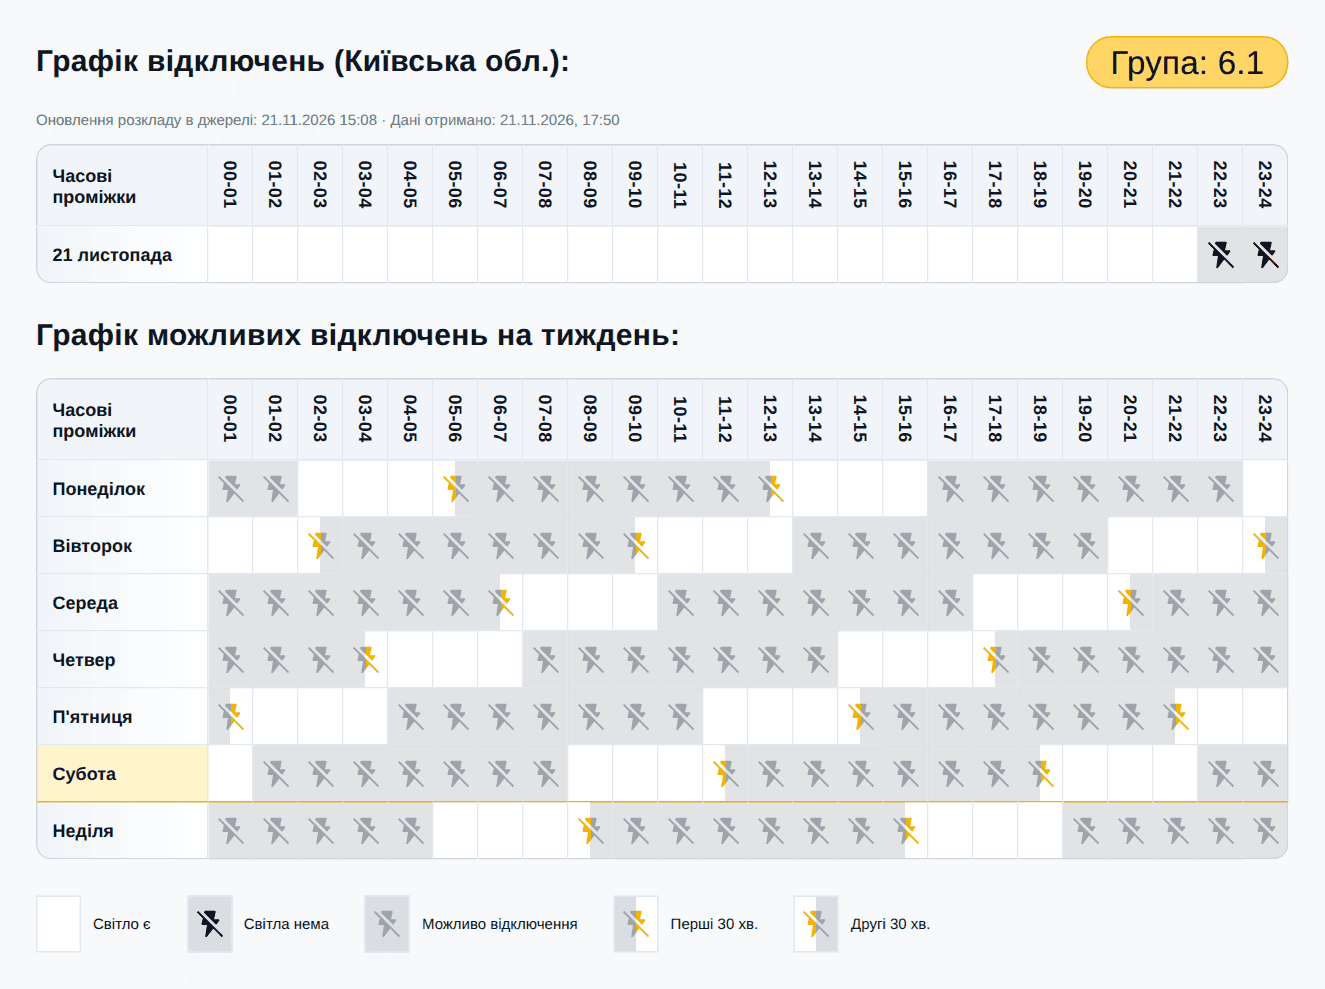 Графік відключень (Київська обл.):
Група: 6.1
Оновлення розкладу в джерелі: 21.11.2026 15:08 · Дані отримано: 21.11.2026, 17:50
Часові
проміжки
00-01 01-02 02-03 03-04 04-05 05-06 06-07 07-08 08-09 09-10 10-11 11-12 12-13 13-14 14-15 15-16 16-17 17-18 18-19 19-20 20-21 21-22 22-23 23-24
21 листопада
Графік можливих відключень на тиждень:
Часові
проміжки
00-01 01-02 02-03 03-04 04-05 05-06 06-07 07-08 08-09 09-10 10-11 11-12 12-13 13-14 14-15 15-16 16-17 17-18 18-19 19-20 20-21 21-22 22-23 23-24
Понеділок
Вівторок
Середа
Четвер
П'ятниця
Субота
Неділя
Світло є
Світла нема
Можливо відключення
Перші 30 хв.
Другі 30 хв.